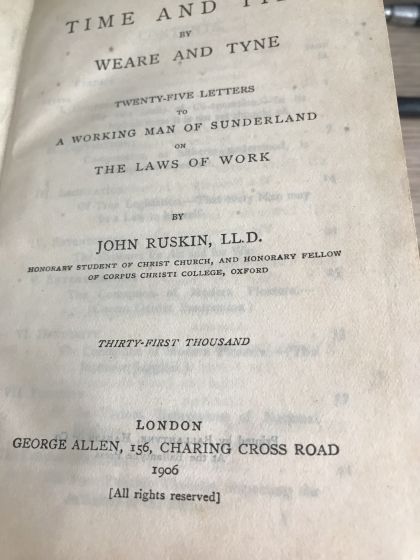 TIME AND
BY
WEARE AND TYNE
TWENTY-FIVE LETTERS
TO
A WORKING MAN OF SUNDERLAND
ON
THE LAWS OF WORK
BY
JOHN RUSKIN, LL.D.
HONORARY STUDENT OF CHRIST CHURCH, AND HONORARY FELLOW
OF CORPUS CHRISTI COLLEGE, OXFORD
THIRTY-FIRST THOUSAND
LONDON
GEORGE ALLEN, 156, CHARING CROSS ROAD
1906
[All rights reserved]